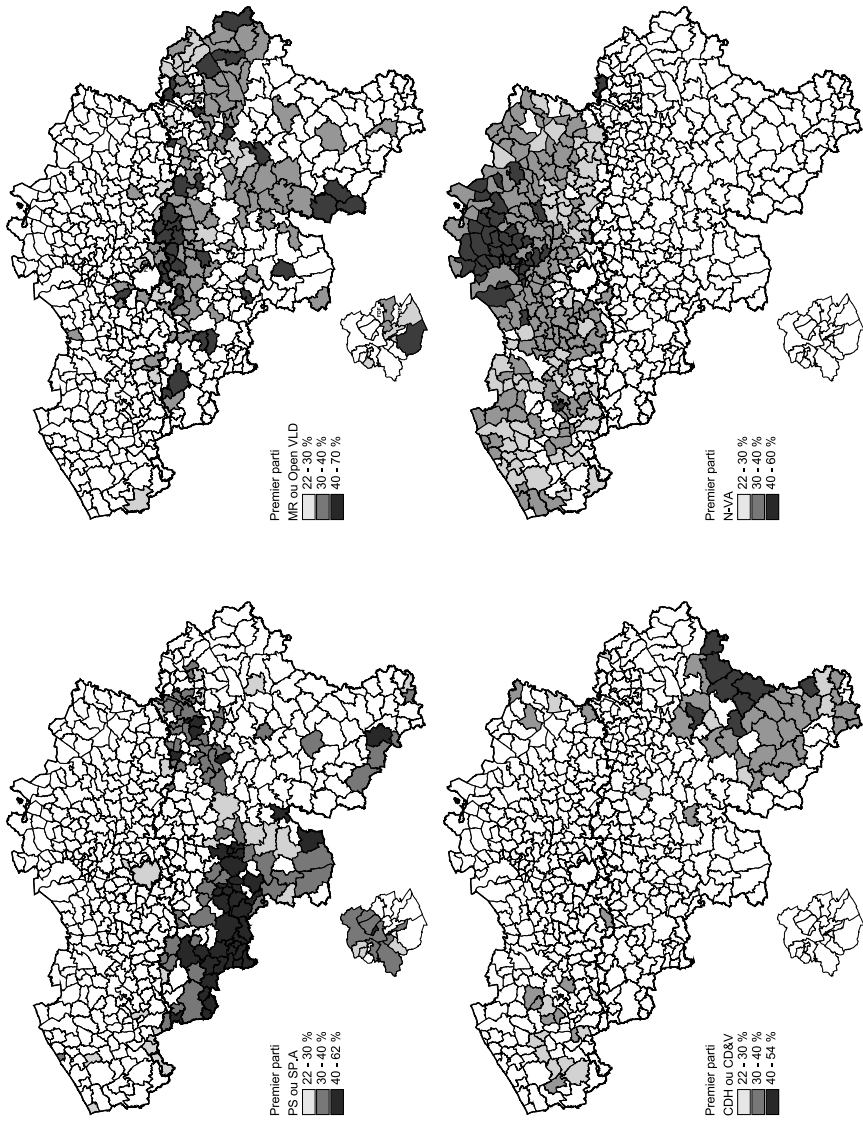 Premier parti
PS ou SP.A
22 - 30 %
30 - 40 %
40 - 62 %
Premier parti
MR ou Open VLD
22 - 30 %
30 - 40 %
40 - 70 %
Premier parti
CDH ou CD&V
22 - 30 %
30 - 40 %
40 - 54 %
Premier parti
N-VA
22 - 30 %
30 - 40 %
40 - 60 %